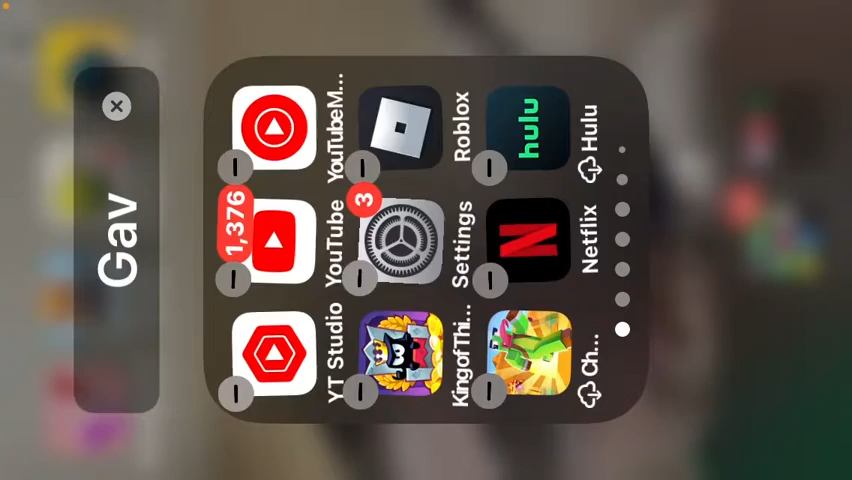 Gav
1,376
YT Studio YouTube YouTubeM...
3
KingofThi... Settings Roblox
N hulu
Ch... Netflix Hulu